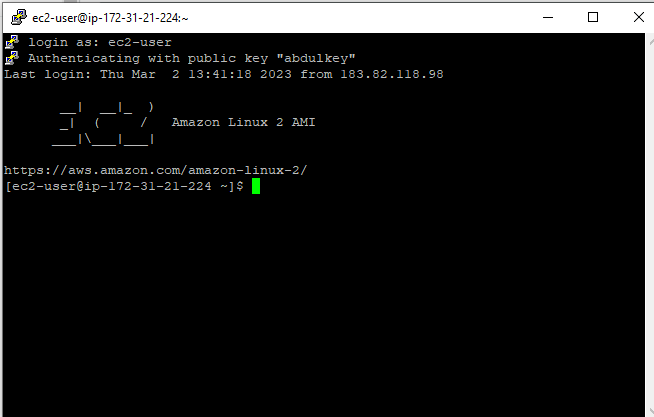 ec2-user@ip-172-31-21-224:~
login as: ec2-user
Authenticating with public key "abdulkey"
Last login: Thu Mar  2 13:41:18 2023 from 183.82.118.98
       __|  __|_  )
       _|  (     /   Amazon Linux 2 AMI
      ___|\___|___|
https://aws.amazon.com/amazon-linux-2/
[ec2-user@ip-172-31-21-224 ~]$